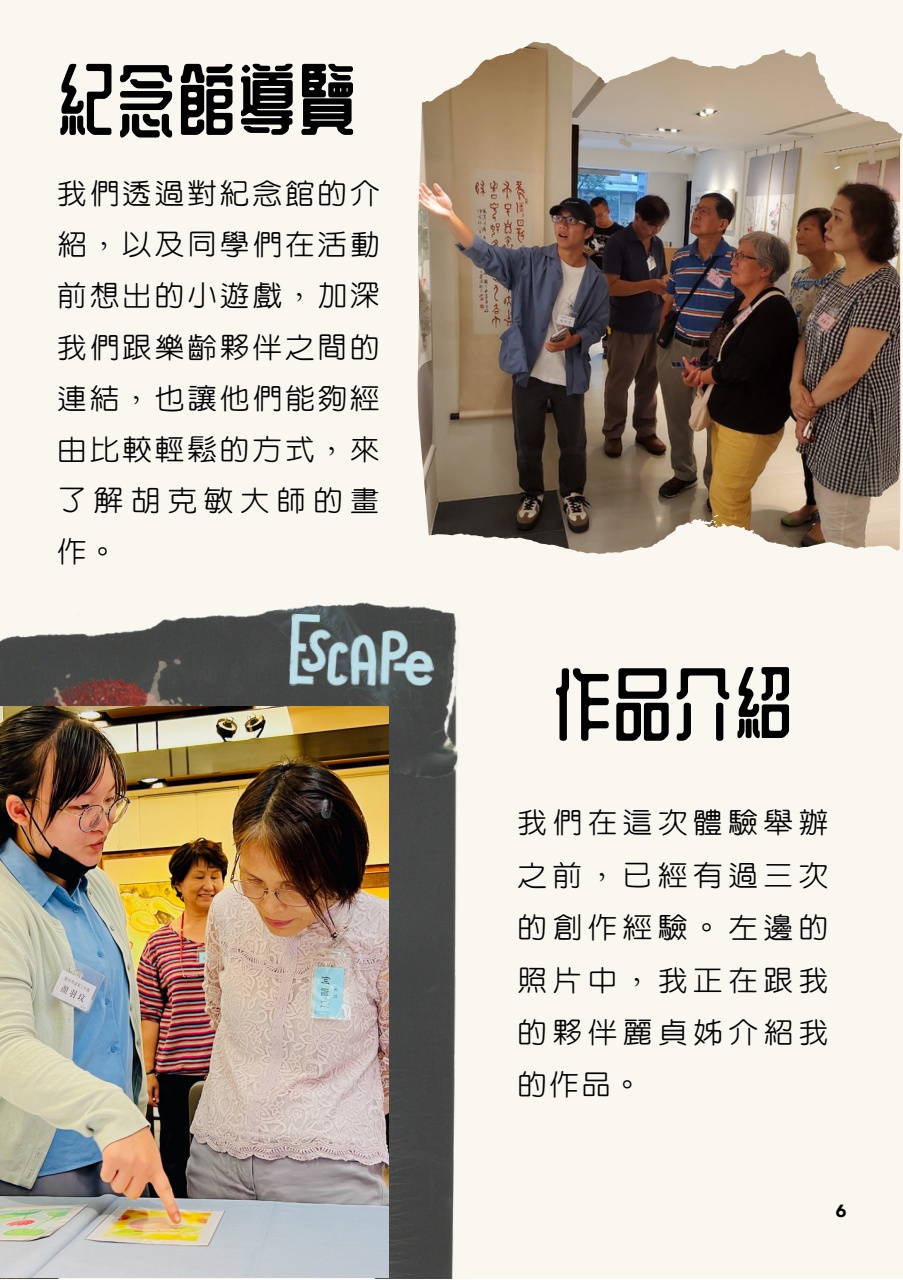 紀念館導覽
我們透過對紀念館的介
紹，以及同學們在活動
前想出的小遊戲，加深
我們跟樂齡夥伴之間的
連結，也讓他們能夠經
由比較輕鬆的方式，來
了解胡克敏大師的畫
作。
EscAPe
作品介紹
我們在這次體驗舉辦
之前，已經有過三次
的創作經驗。左邊的
照片中，我正在跟我
的夥伴麗貞姊介紹我
的作品。
6